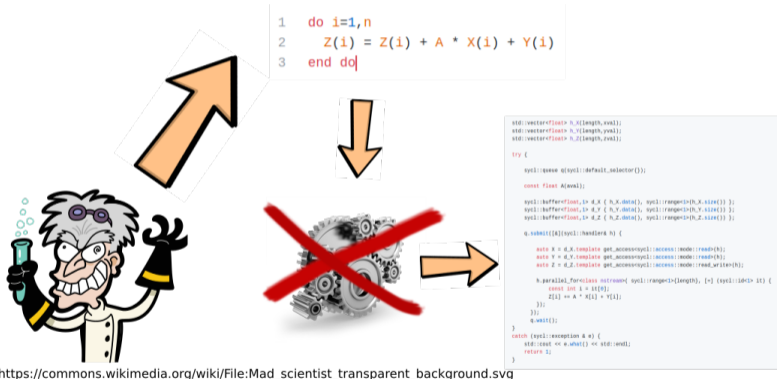 1 do i=1,n
2 Z(i) = Z(i) + A * X(i) + Y(i)
3 end do
std::vector<float> h_X(length,xval);
std::vector<float> h_Y(length,yval);
std::vector<float> h_Z(length,zval);
try {
sycl::queue q(sycl::default_selector{});
const float A(aval);
sycl::buffer<float,1> d_X { h_X.data(), sycl::range<1>(h_X.size()) };
sycl::buffer<float,1> d_Y { h_Y.data(), sycl::range<1>(h_Y.size()) };
sycl::buffer<float,1> d_Z { h_Z.data(), sycl::range<1>(h_Z.size()) };
q.submit([&](sycl::handler& h) {
auto X = d_X.template get_access<sycl::access::mode::read>(h);
auto Y = d_Y.template get_access<sycl::access::mode::read>(h);
auto Z = d_Z.template get_access<sycl::access::mode::read_write>(h);
h.parallel_for<class nstream>( sycl::range<1>{length}, [=] (sycl::id<1> it) {
const int i = it[0];
Z[i] += A * X[i] + Y[i];
});
});
q.wait();
}
catch (sycl::exception & e) {
std::cout << e.what() << std::endl;
return 1;
}
https://commons.wikimedia.org/wiki/File:Mad_scientist_transparent_background.svg